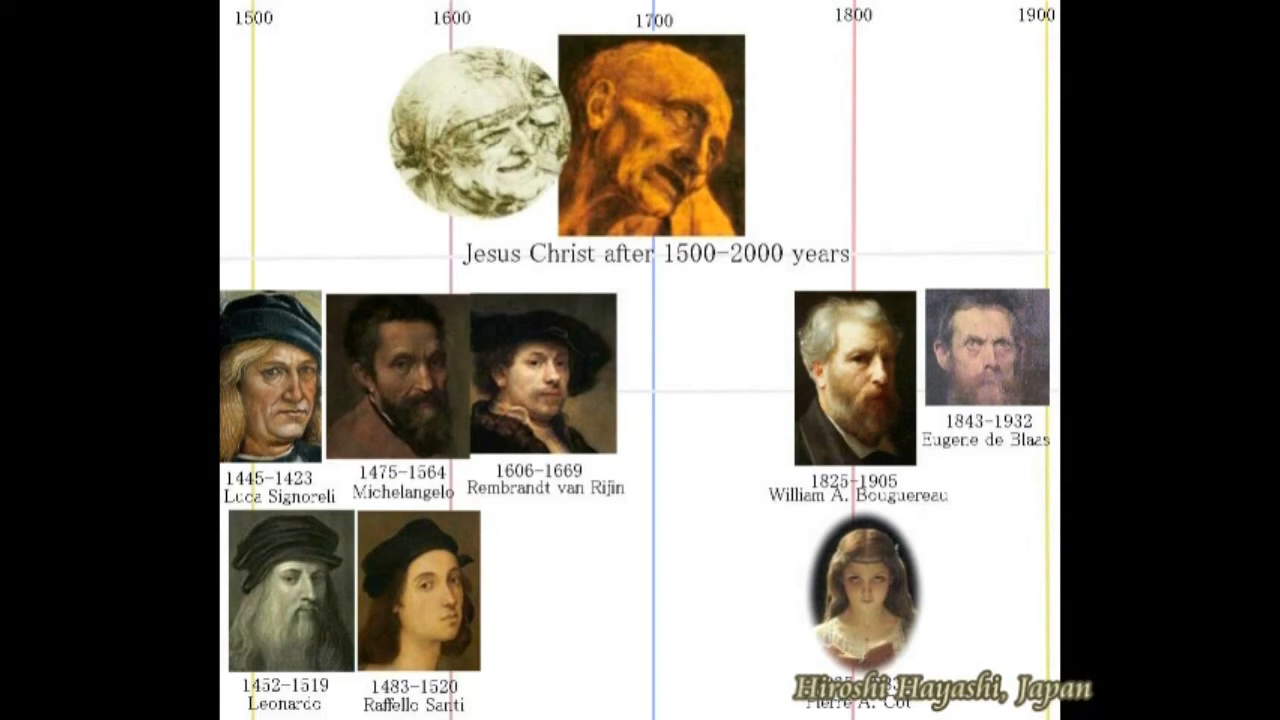 1500 1600 1700 1800 1900
Jesus Christ after 1500-2000 years
1445-1423
Luca Signoreli
1475-1564
Michelangelo
1606-1669
Rembrandt van Rijin
1825-1905
William A. Bouguereau
1843-1932
Eugene de Blaas
1452-1519
Leonardo
1483-1520
Raffello Santi
Hiroshi Hayashi, Japan
Pierre A. Cot